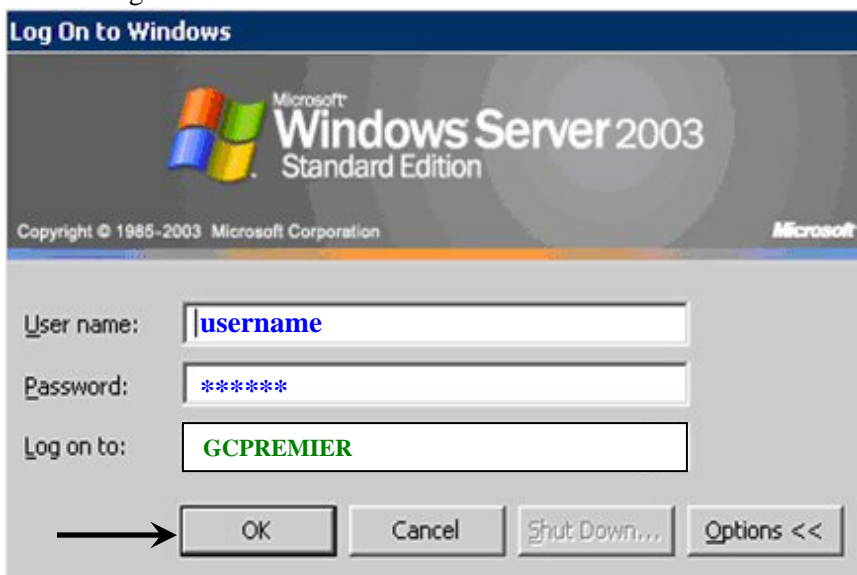 Log On to Windows
Microsoft
Windows Server 2003
Standard Edition
Copyright © 1985-2003 Microsoft Corporation Microsoft
User name: username
Password: ******
Log on to: GCPREMIER
OK Cancel Shut Down... Options <<